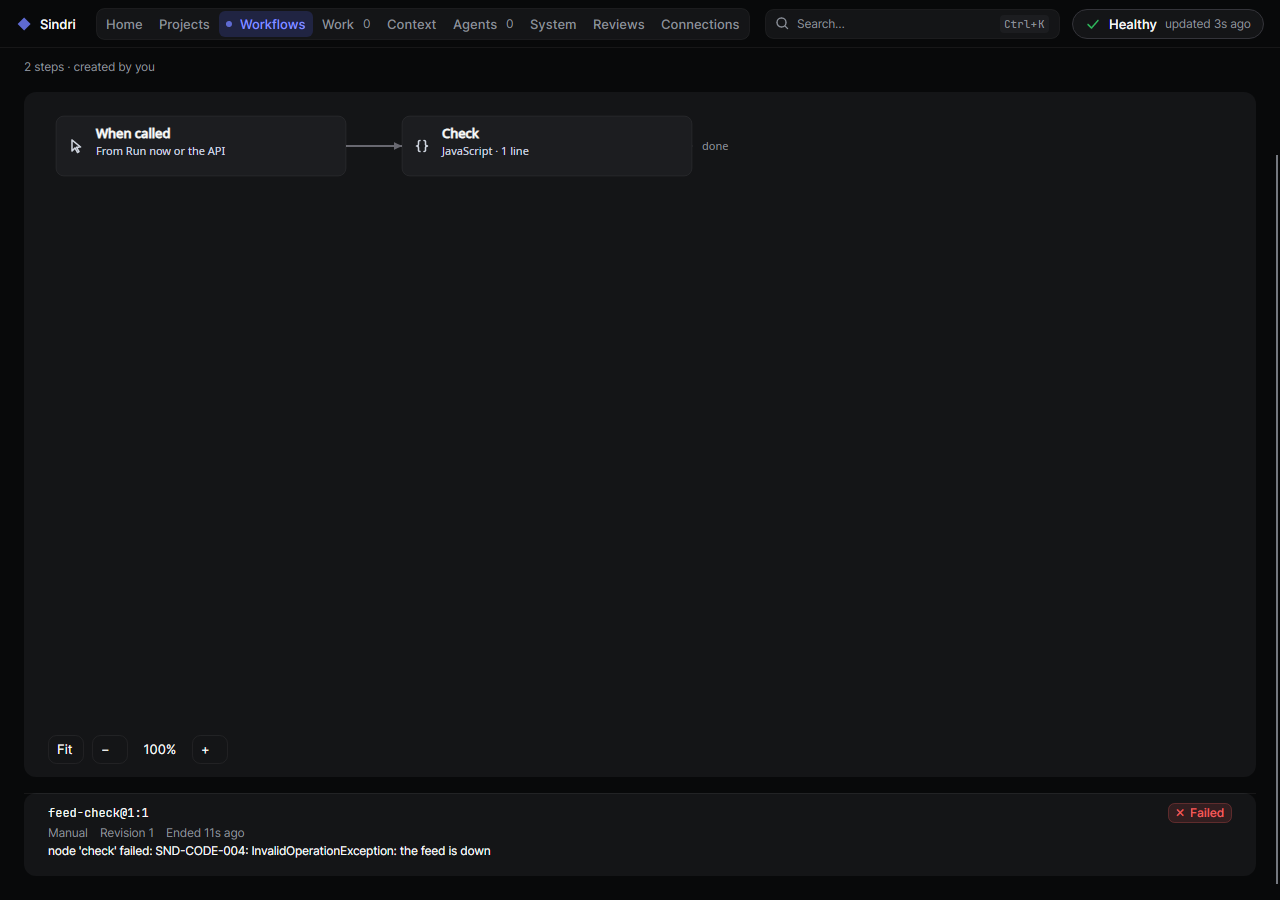 Sindri
Home Projects Workflows Work 0 Context Agents 0 System Reviews Connections
Search... Ctrl+K
Healthy updated 3s ago
2 steps · created by you
When called
From Run now or the API
Check
{} JavaScript · 1 line
done
Fit − 100% +
feed-check@1:1
Failed
Manual Revision 1 Ended 11s ago
node 'check' failed: SND-CODE-004: InvalidOperationException: the feed is down